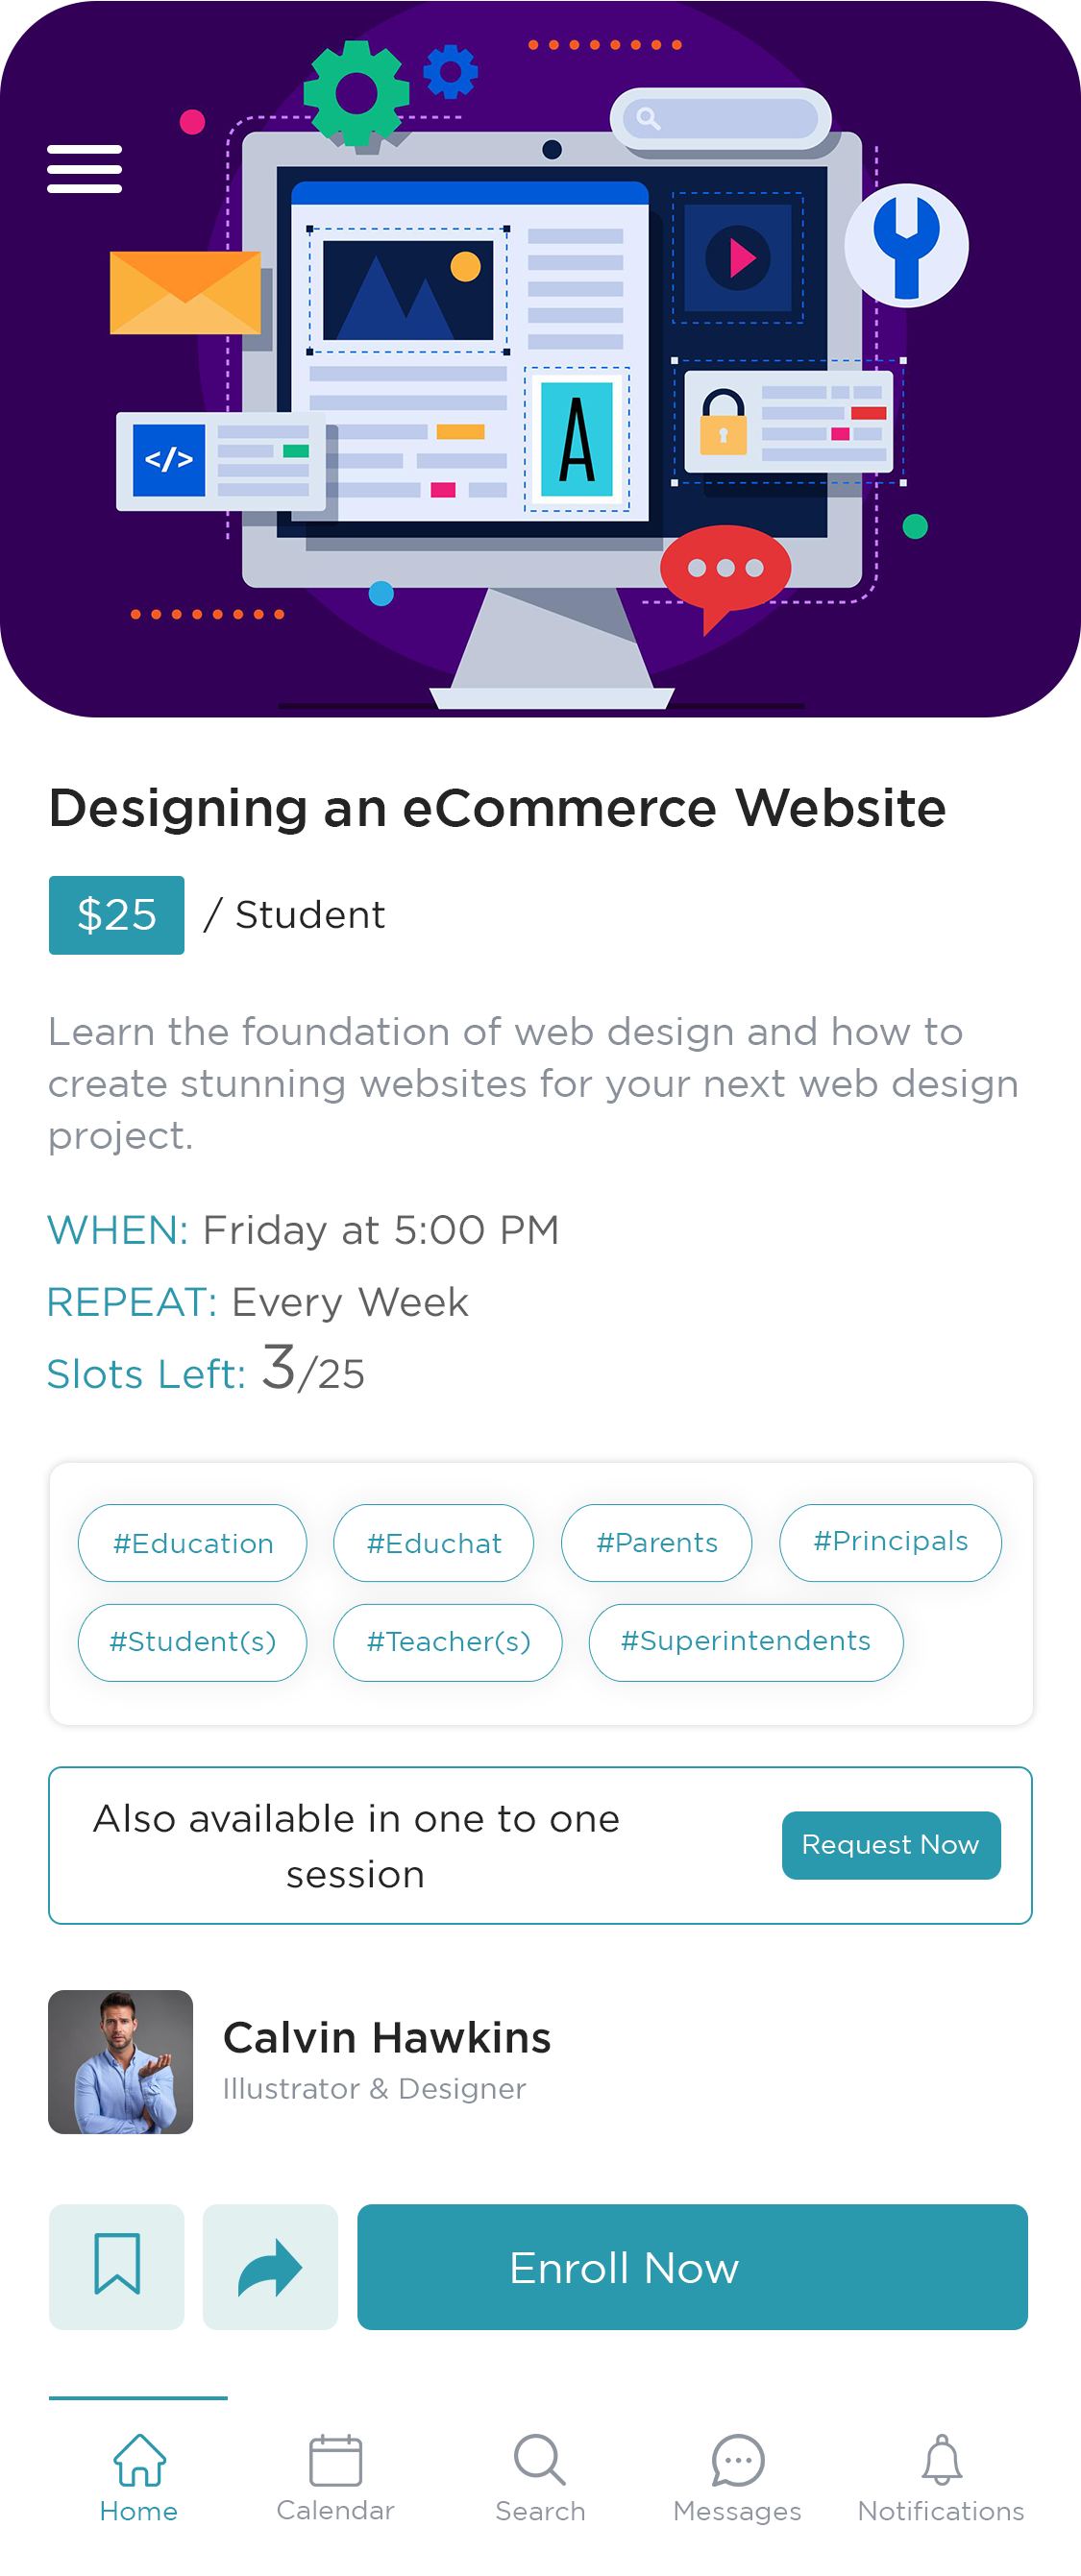 </>
A
Designing an eCommerce Website
$25 / Student
Learn the foundation of web design and how to
create stunning websites for your next web design
project.
WHEN: Friday at 5:00 PM
REPEAT: Every Week
Slots Left: 3/25
#Education #Educhat #Parents #Principals
#Student(s) #Teacher(s) #Superintendents
Also available in one to one
session
Request Now
Calvin Hawkins
Illustrator & Designer
Enroll Now
Home Calendar Search Messages Notifications